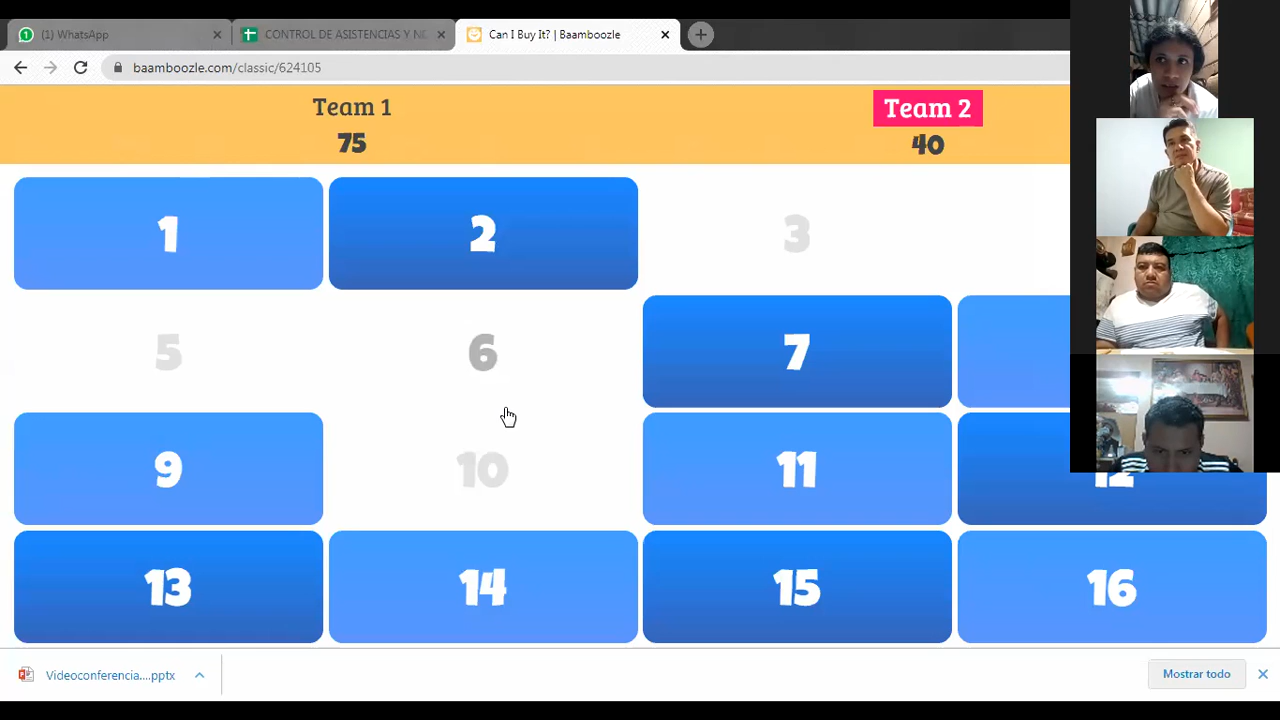 (1) WhatsApp
CONTROL DE ASISTENCIAS Y NO
Can I Buy It? | Baamboozle
baamboozle.com/classic/624105
Team 1
75
Team 2
40
1
2
3
5
6
7
9
10
11
12
13
14
15
16
Videoconferencia....pptx
Mostrar todo